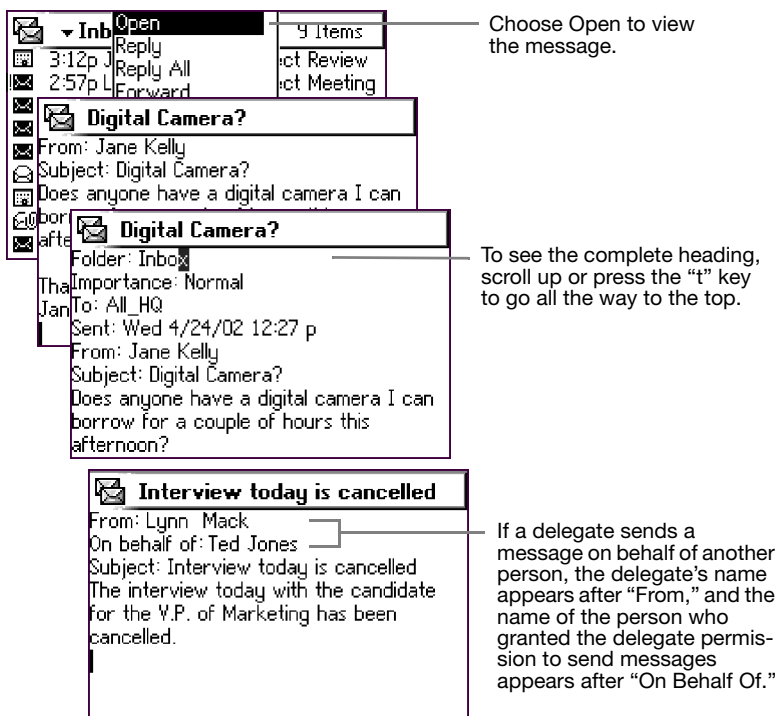 Inb
Open
9 Items
3:12p J
Reply
ect Review
2:57p L
Reply All
ect Meeting
Forward
Choose Open to view
the message.
Digital Camera?
From: Jane Kelly
Subject: Digital Camera?
Does anyone have a digital camera I can
borr
afte
Tha
Jan
Digital Camera?
Folder: Inbox
Importance: Normal
To: All_HQ
Sent: Wed 4/24/02 12:27 p
From: Jane Kelly
Subject: Digital Camera?
Does anyone have a digital camera I can
borrow for a couple of hours this
afternoon?
To see the complete heading,
scroll up or press the “t” key
to go all the way to the top.
Interview today is cancelled
From: Lynn Mack
On behalf of: Ted Jones
Subject: Interview today is cancelled
The interview today with the candidate
for the V.P. of Marketing has been
cancelled.
If a delegate sends a
message on behalf of another
person, the delegate’s name
appears after “From,” and the
name of the person who
granted the delegate permis-
sion to send messages
appears after “On Behalf Of.”